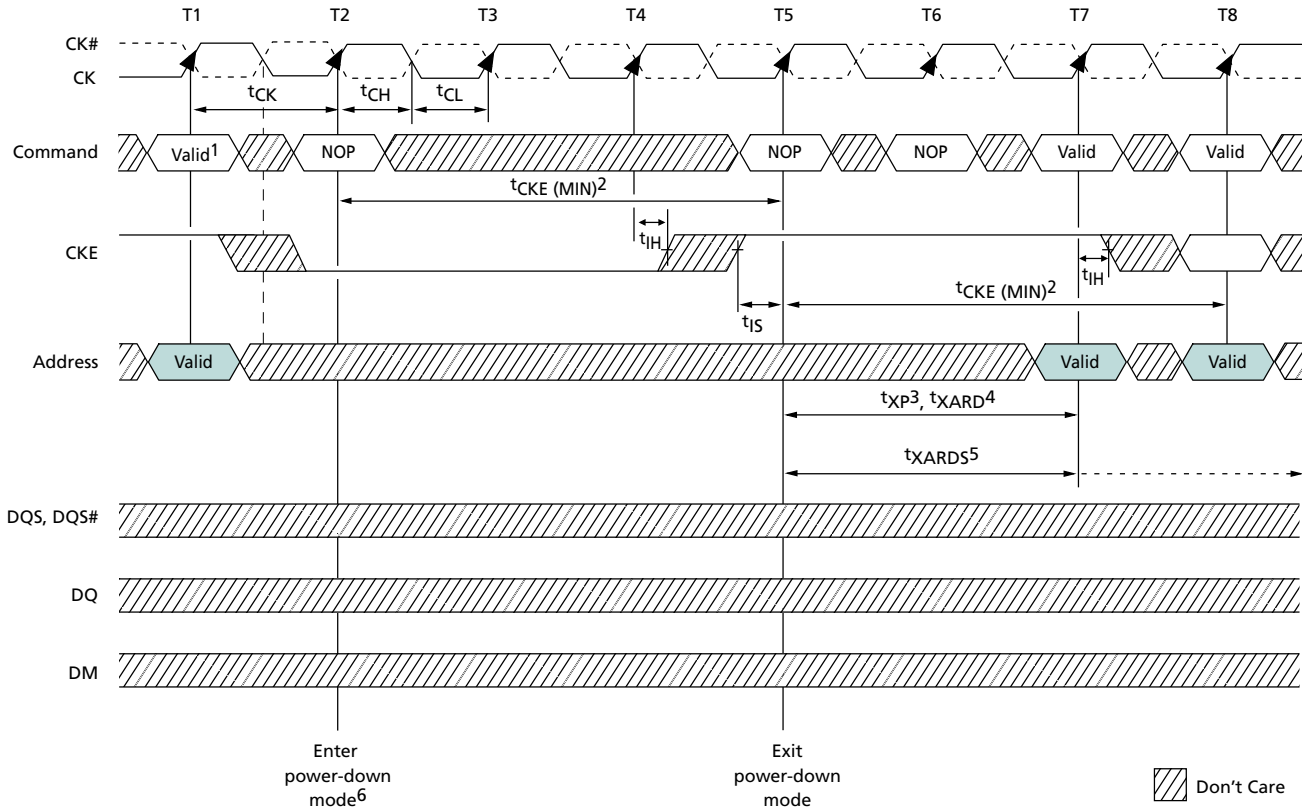 T1 T2 T3 T4 T5 T6 T7 T8
CK#
CK
tCK tCH tCL
Command Valid1 NOP NOP NOP Valid Valid
tCKE (MIN)2
CKE tIH tIH
tCKE (MIN)2
tIS
Address Valid Valid Valid
tXP3, tXARD4
tXARDS5
DQS, DQS#
DQ
DM
Enter Exit
power-down power-down
mode6 mode
Don't Care